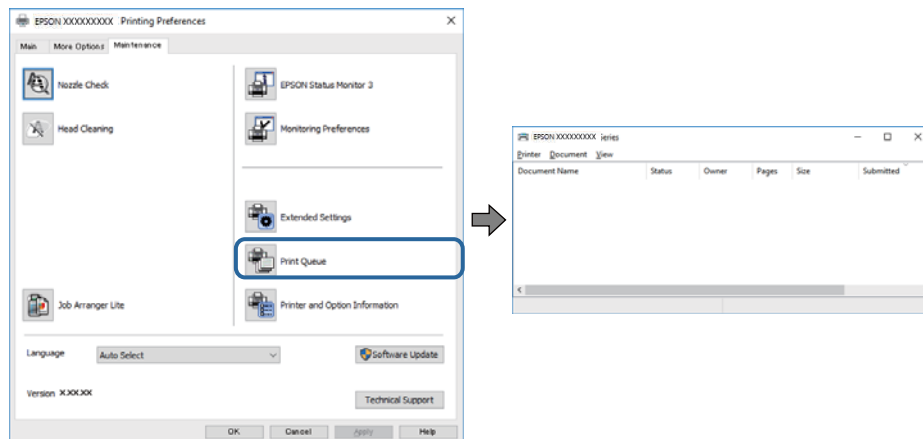 EPSON XXXXXXXXX Printing Preferences
Main More Options Maintenance
Nozzle Check
EPSON Status Monitor 3
Head Cleaning
Monitoring Preferences
Extended Settings
Print Queue
Job Arranger Lite
Printer and Option Information
Language Auto Select
Software Update
Version X.XX.XX
Technical Support
OK Cancel Apply Help
EPSON XXXXXXXXX ieries
Printer Document View
Document Name Status Owner Pages Size Submitted